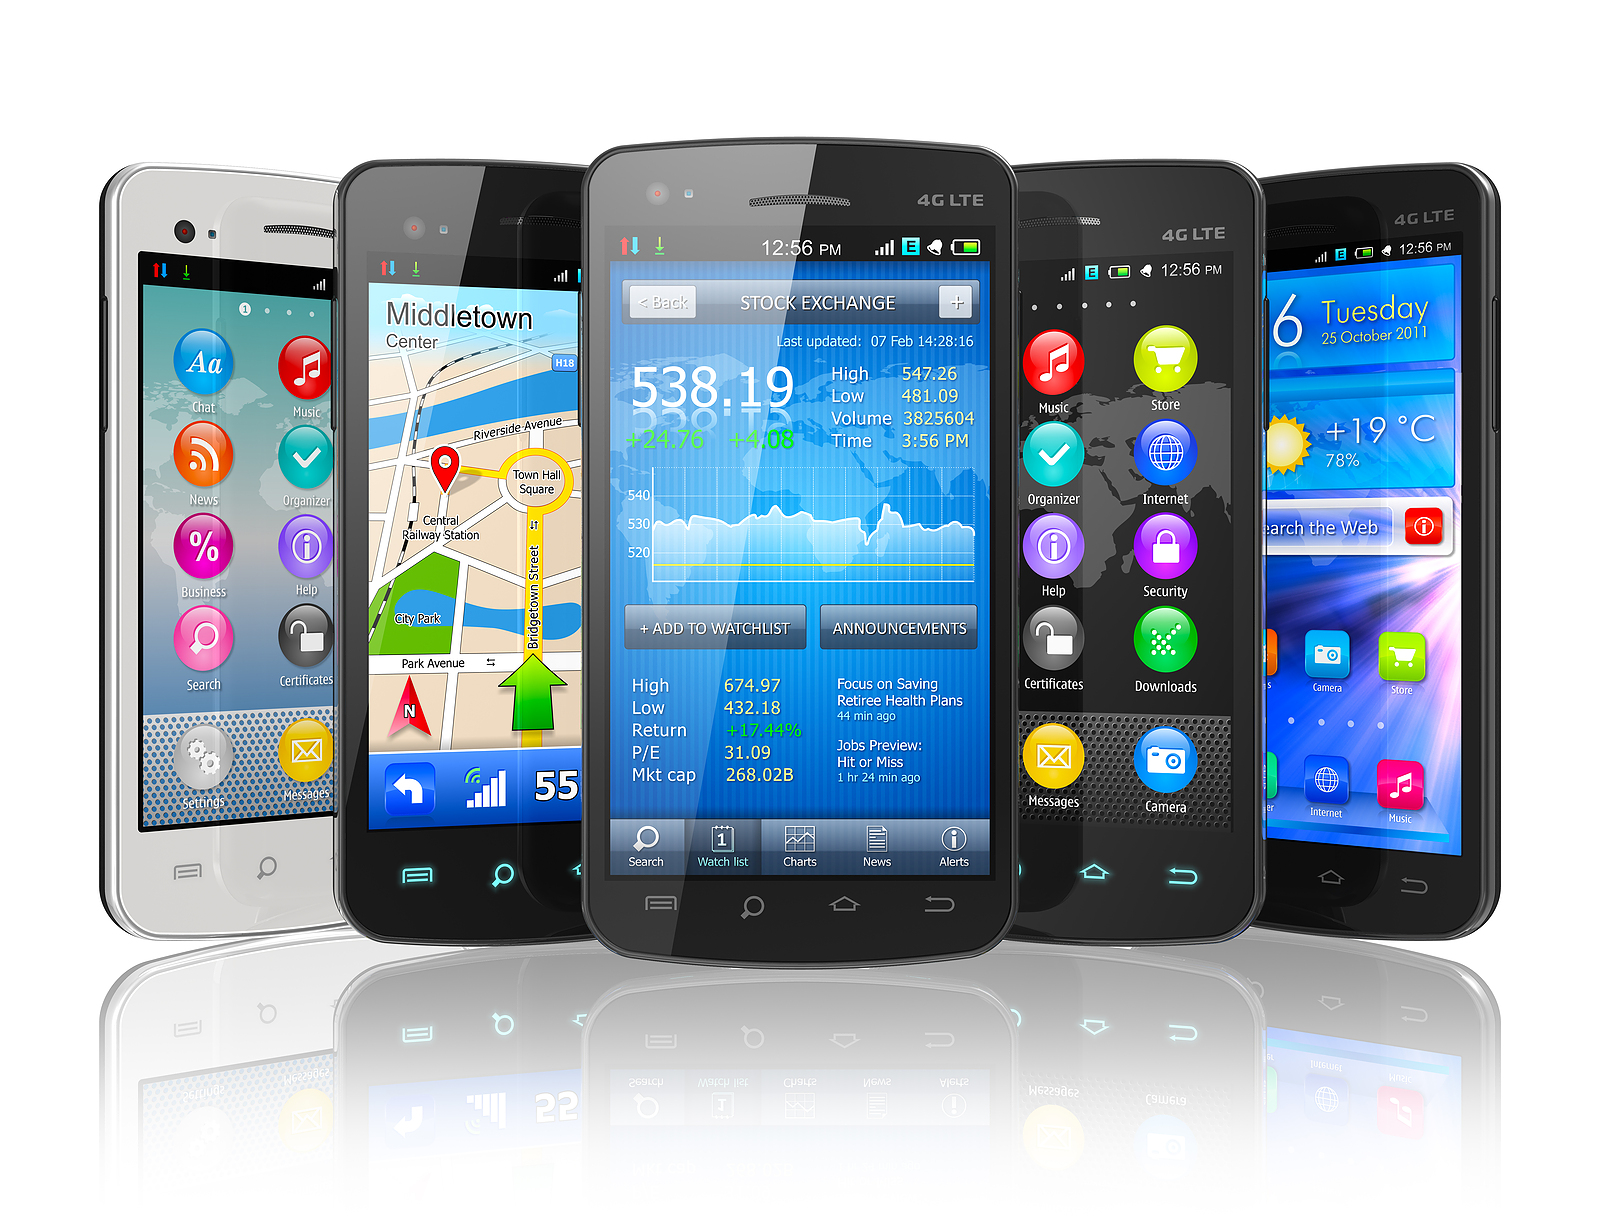 1
Aa
Chat
Music
News
Organizer
%
Business
Help
Search
Certificates
Settings
Messages
Middletown
Center
H18
Riverside Avenue
Town Hall
Square
Central
Railway Station
Bridgetown Street
City Park
Park Avenue
N
55
4G LTE
12:56 PM
E
< Back
STOCK EXCHANGE
+
Last updated: 07 Feb 14:28:16
538.19
+24.76 +4.08
High 547.26
Low 481.09
Volume 3825604
Time 3:56 PM
540
530
520
+ ADD TO WATCHLIST
ANNOUNCEMENTS
High 674.97
Low 432.18
Return +17.44%
P/E 31.09
Mkt cap 268.02B
Focus on Saving
Retiree Health Plans
44 min ago
Jobs Preview:
Hit or Miss
1 hr 24 min ago
1
Search
Watch list
Charts
News
Alerts
4G LTE
E
12:56 PM
Music
Store
Organizer
Internet
Help
Security
Certificates
Downloads
Messages
Camera
4G LTE
E
12:56 PM
6
Tuesday
25 October 2011
+19 °C
78%
earch the Web
Camera
Store
Internet
Music